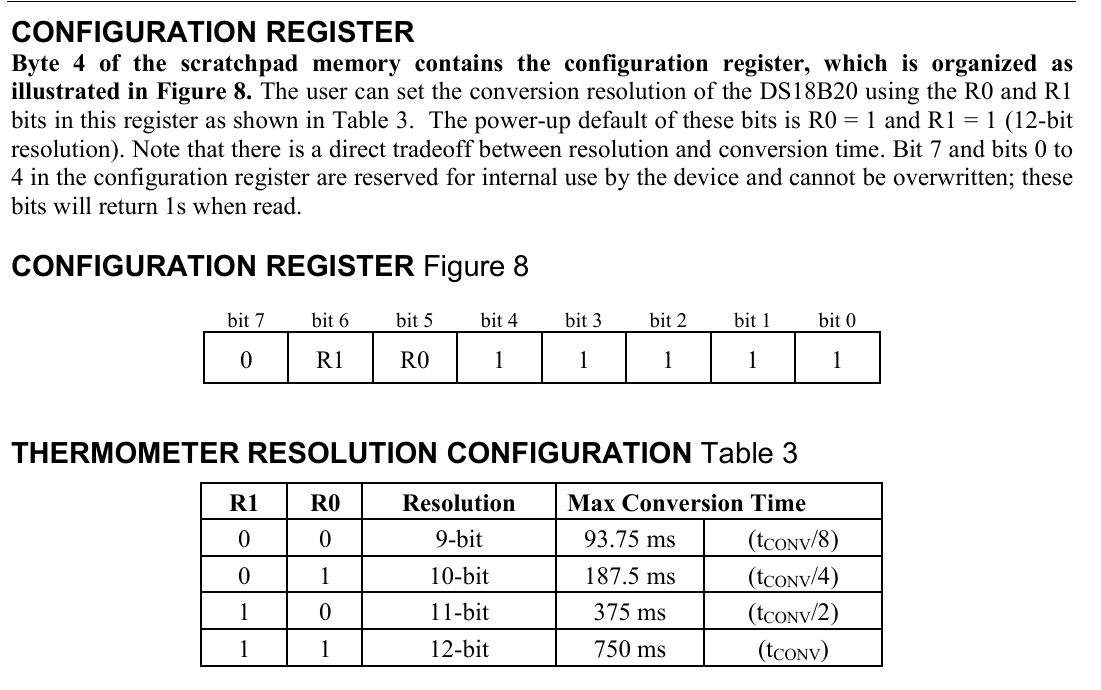 CONFIGURATION REGISTER
Byte 4 of the scratchpad memory contains the configuration register, which is organized as
illustrated in Figure 8. The user can set the conversion resolution of the DS18B20 using the R0 and R1
bits in this register as shown in Table 3. The power-up default of these bits is R0 = 1 and R1 = 1 (12-bit
resolution). Note that there is a direct tradeoff between resolution and conversion time. Bit 7 and bits 0 to
4 in the configuration register are reserved for internal use by the device and cannot be overwritten; these
bits will return 1s when read.
CONFIGURATION REGISTER Figure 8
bit 7 bit 6 bit 5 bit 4 bit 3 bit 2 bit 1 bit 0
0 R1 R0 1 1 1 1 1
THERMOMETER RESOLUTION CONFIGURATION Table 3
R1 R0 Resolution Max Conversion Time
0 0 9-bit 93.75 ms (tCONV/8)
0 1 10-bit 187.5 ms (tCONV/4)
1 0 11-bit 375 ms (tCONV/2)
1 1 12-bit 750 ms (tCONV)